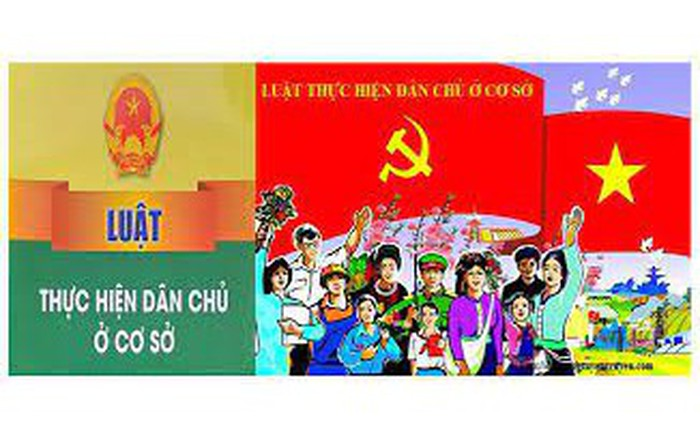 LUẬT
THỰC HIỆN DÂN CHỦ
Ở CƠ SỞ
LUẬT THỰC HIỆN DÂN CHỦ Ở CƠ SỞ